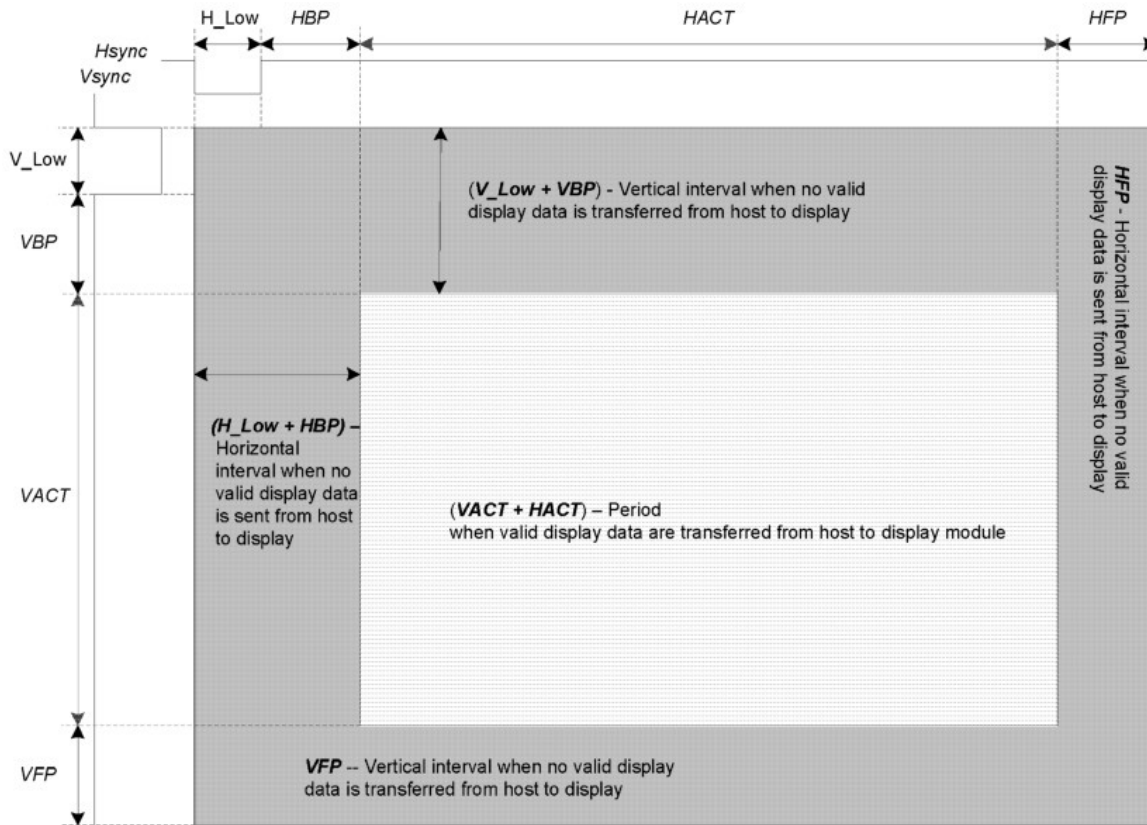 H_Low HBP HACT HFP
Hsync
Vsync
V_Low
VBP
VACT
VFP
(V_Low + VBP) - Vertical interval when no valid
display data is transferred from host to display
HFP - Horizontal interval when no valid
display data is sent from host to display
(H_Low + HBP) –
Horizontal
interval when no
valid display data
is sent from host
to display
(VACT + HACT) – Period
when valid display data are transferred from host to display module
VFP -- Vertical interval when no valid display
data is transferred from host to display